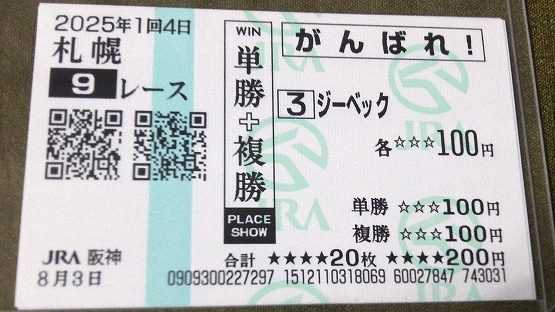 2025年1回4日
札幌
9レース
JRA 阪神
8月3日
WIN
単勝+複勝
PLACE
SHOW
がんばれ!
3 ジーベック
各☆☆☆100円
単勝 ☆☆☆100円
複勝 ☆☆☆100円
合計 ★★★★20枚 ★★★★200円
0909300227297 1512110318069 60027847 743031
JRA
JRA